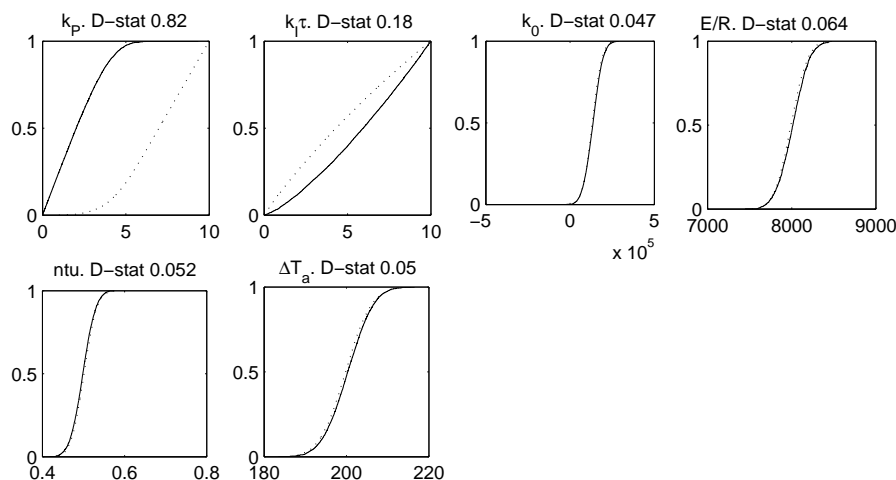 k_P. D−stat 0.82
1
0.5
0
0 5 10
k_Iτ. D−stat 0.18
1
0.5
0
0 5 10
k_0. D−stat 0.047
1
0.5
0
−5 0 5
x 10^5
E/R. D−stat 0.064
1
0.5
0
7000 8000 9000
ntu. D−stat 0.052
1
0.5
0
0.4 0.6 0.8
ΔT_a. D−stat 0.05
1
0.5
0
180 200 220